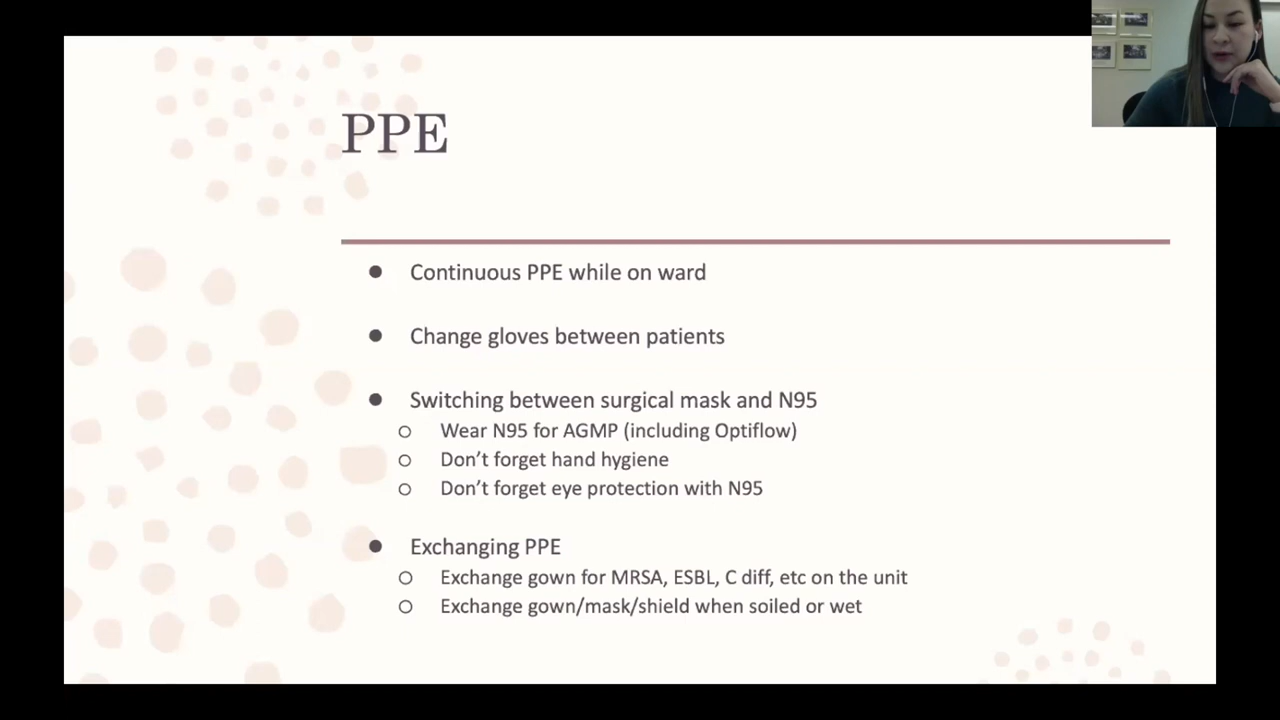 PPE
● Continuous PPE while on ward
● Change gloves between patients
● Switching between surgical mask and N95
○ Wear N95 for AGMP (including Optiflow)
○ Don’t forget hand hygiene
○ Don’t forget eye protection with N95
● Exchanging PPE
○ Exchange gown for MRSA, ESBL, C diff, etc on the unit
○ Exchange gown/mask/shield when soiled or wet